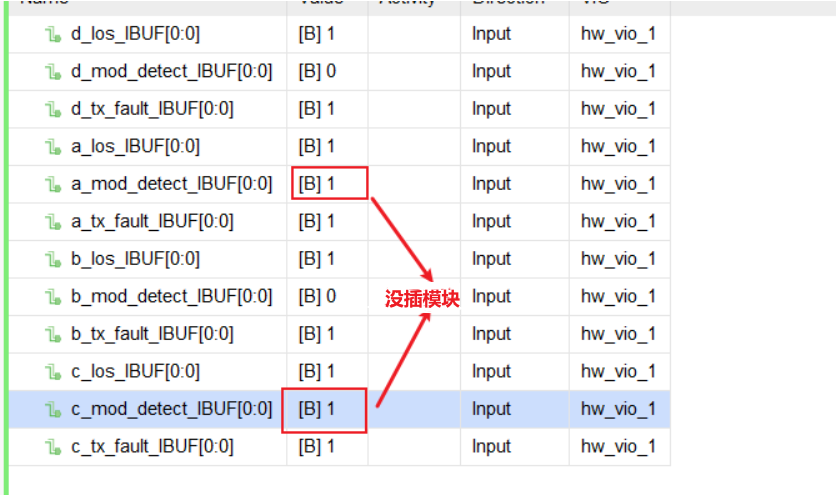 Name Value Activity Direction VIO
d_los_IBUF[0:0] [B] 1 Input hw_vio_1
d_mod_detect_IBUF[0:0] [B] 0 Input hw_vio_1
d_tx_fault_IBUF[0:0] [B] 1 Input hw_vio_1
a_los_IBUF[0:0] [B] 1 Input hw_vio_1
a_mod_detect_IBUF[0:0] [B] 1 Input hw_vio_1
a_tx_fault_IBUF[0:0] [B] 1 Input hw_vio_1
b_los_IBUF[0:0] [B] 1 Input hw_vio_1
b_mod_detect_IBUF[0:0] [B] 0 没插模块 Input hw_vio_1
b_tx_fault_IBUF[0:0] [B] 1 Input hw_vio_1
c_los_IBUF[0:0] [B] 1 Input hw_vio_1
c_mod_detect_IBUF[0:0] [B] 1 Input hw_vio_1
c_tx_fault_IBUF[0:0] [B] 1 Input hw_vio_1